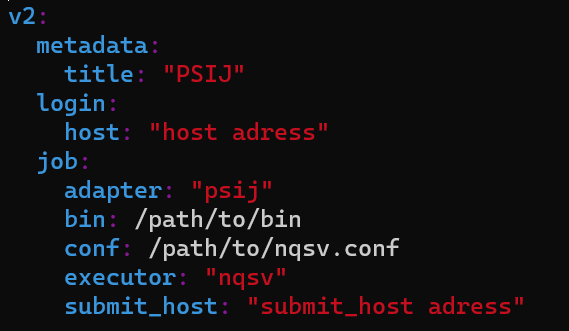 v2:
  metadata:
    title: "PSIJ"
  login:
    host: "host adress"
  job:
    adapter: "psij"
    bin: /path/to/bin
    conf: /path/to/nqsv.conf
    executor: "nqsv"
    submit_host: "submit_host adress"